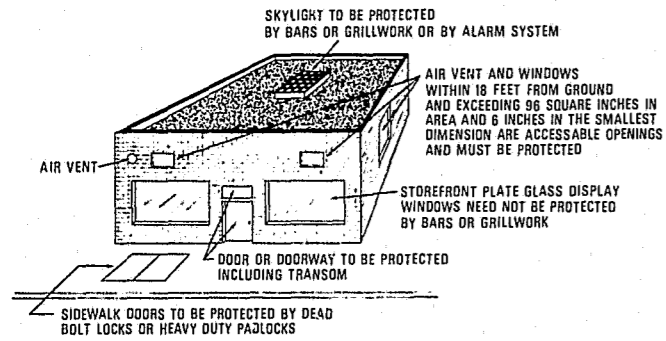 SKYLIGHT TO BE PROTECTED
BY BARS OR GRILLWORK OR BY ALARM SYSTEM
AIR VENT AND WINDOWS
WITHIN 18 FEET FROM GROUND
AND EXCEEDING 96 SQUARE INCHES IN
AREA AND 6 INCHES IN THE SMALLEST
DIMENSION ARE ACCESSABLE OPENINGS
AND MUST BE PROTECTED
AIR VENT
STOREFRONT PLATE GLASS DISPLAY
WINDOWS NEED NOT BE PROTECTED
BY BARS OR GRILLWORK
DOOR OR DOORWAY TO BE PROTECTED
INCLUDING TRANSOM
SIDEWALK DOORS TO BE PROTECTED BY DEAD
BOLT LOCKS OR HEAVY DUTY PADLOCKS